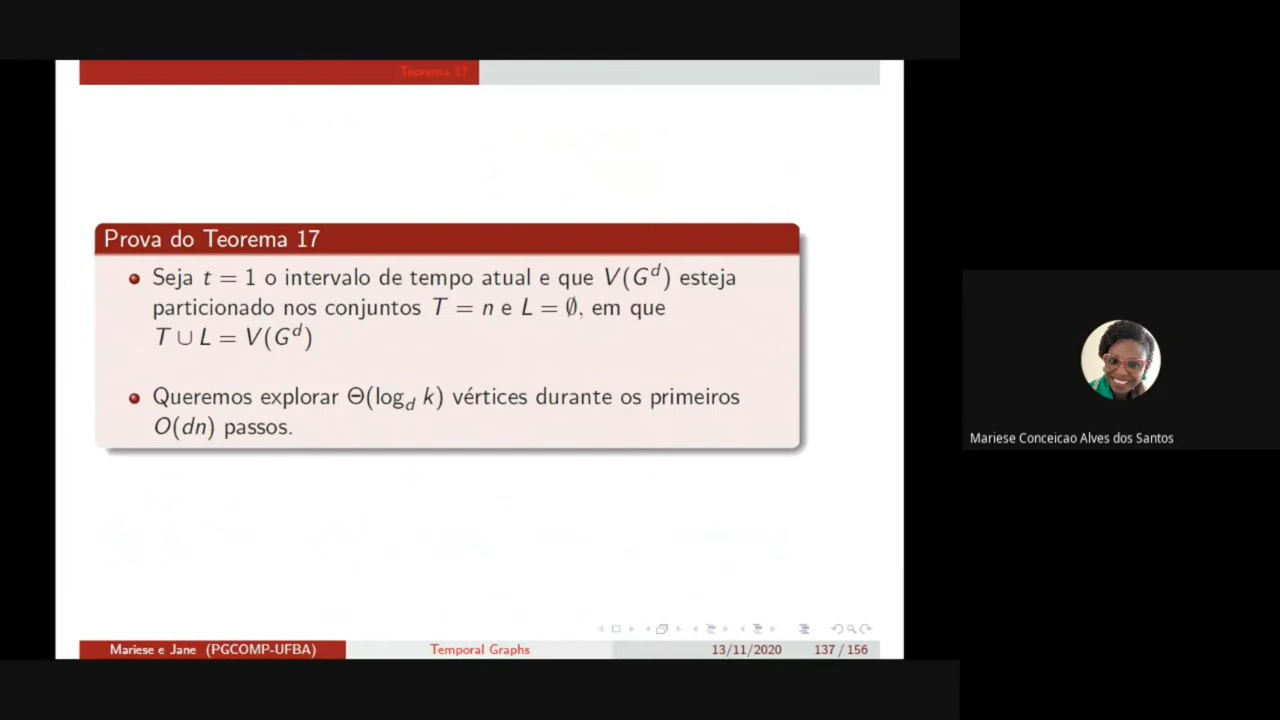 Teorema 17
Prova do Teorema 17
Seja t = 1 o intervalo de tempo atual e que V(G^d) esteja
particionado nos conjuntos T = n e L = ∅, em que
T ∪ L = V(G^d)
Queremos explorar Θ(log_d k) vértices durante os primeiros
O(dn) passos.
Mariese Conceicao Alves dos Santos
Mariese e Jane (PGCOMP-UFBA)
Temporal Graphs
13/11/2020
137 / 156